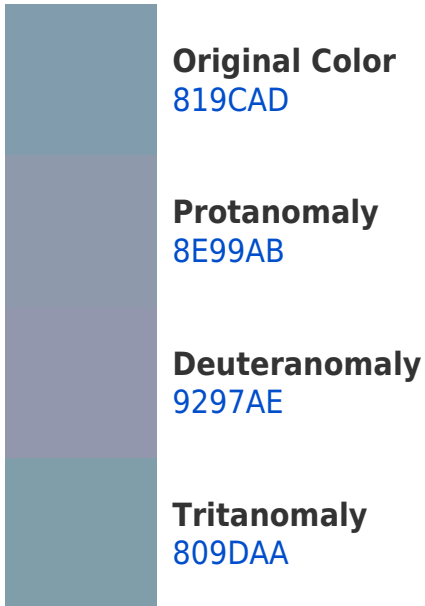 Original Color
819CAD
Protanomaly
8E99AB
Deuteranomaly
9297AE
Tritanomaly
809DAA